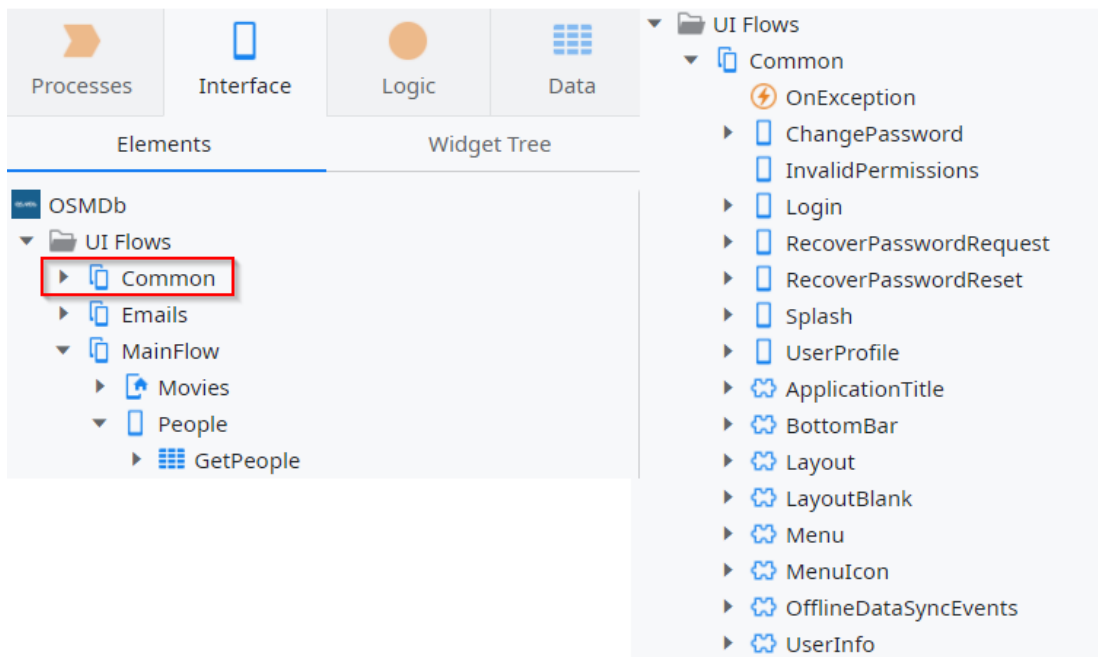 Processes
Interface
Logic
Data
Elements
Widget Tree
OSMDb
UI Flows
Common
Emails
MainFlow
Movies
People
GetPeople
UI Flows
Common
OnException
ChangePassword
InvalidPermissions
Login
RecoverPasswordRequest
RecoverPasswordReset
Splash
UserProfile
ApplicationTitle
BottomBar
Layout
LayoutBlank
Menu
MenuIcon
OfflineDataSyncEvents
UserInfo